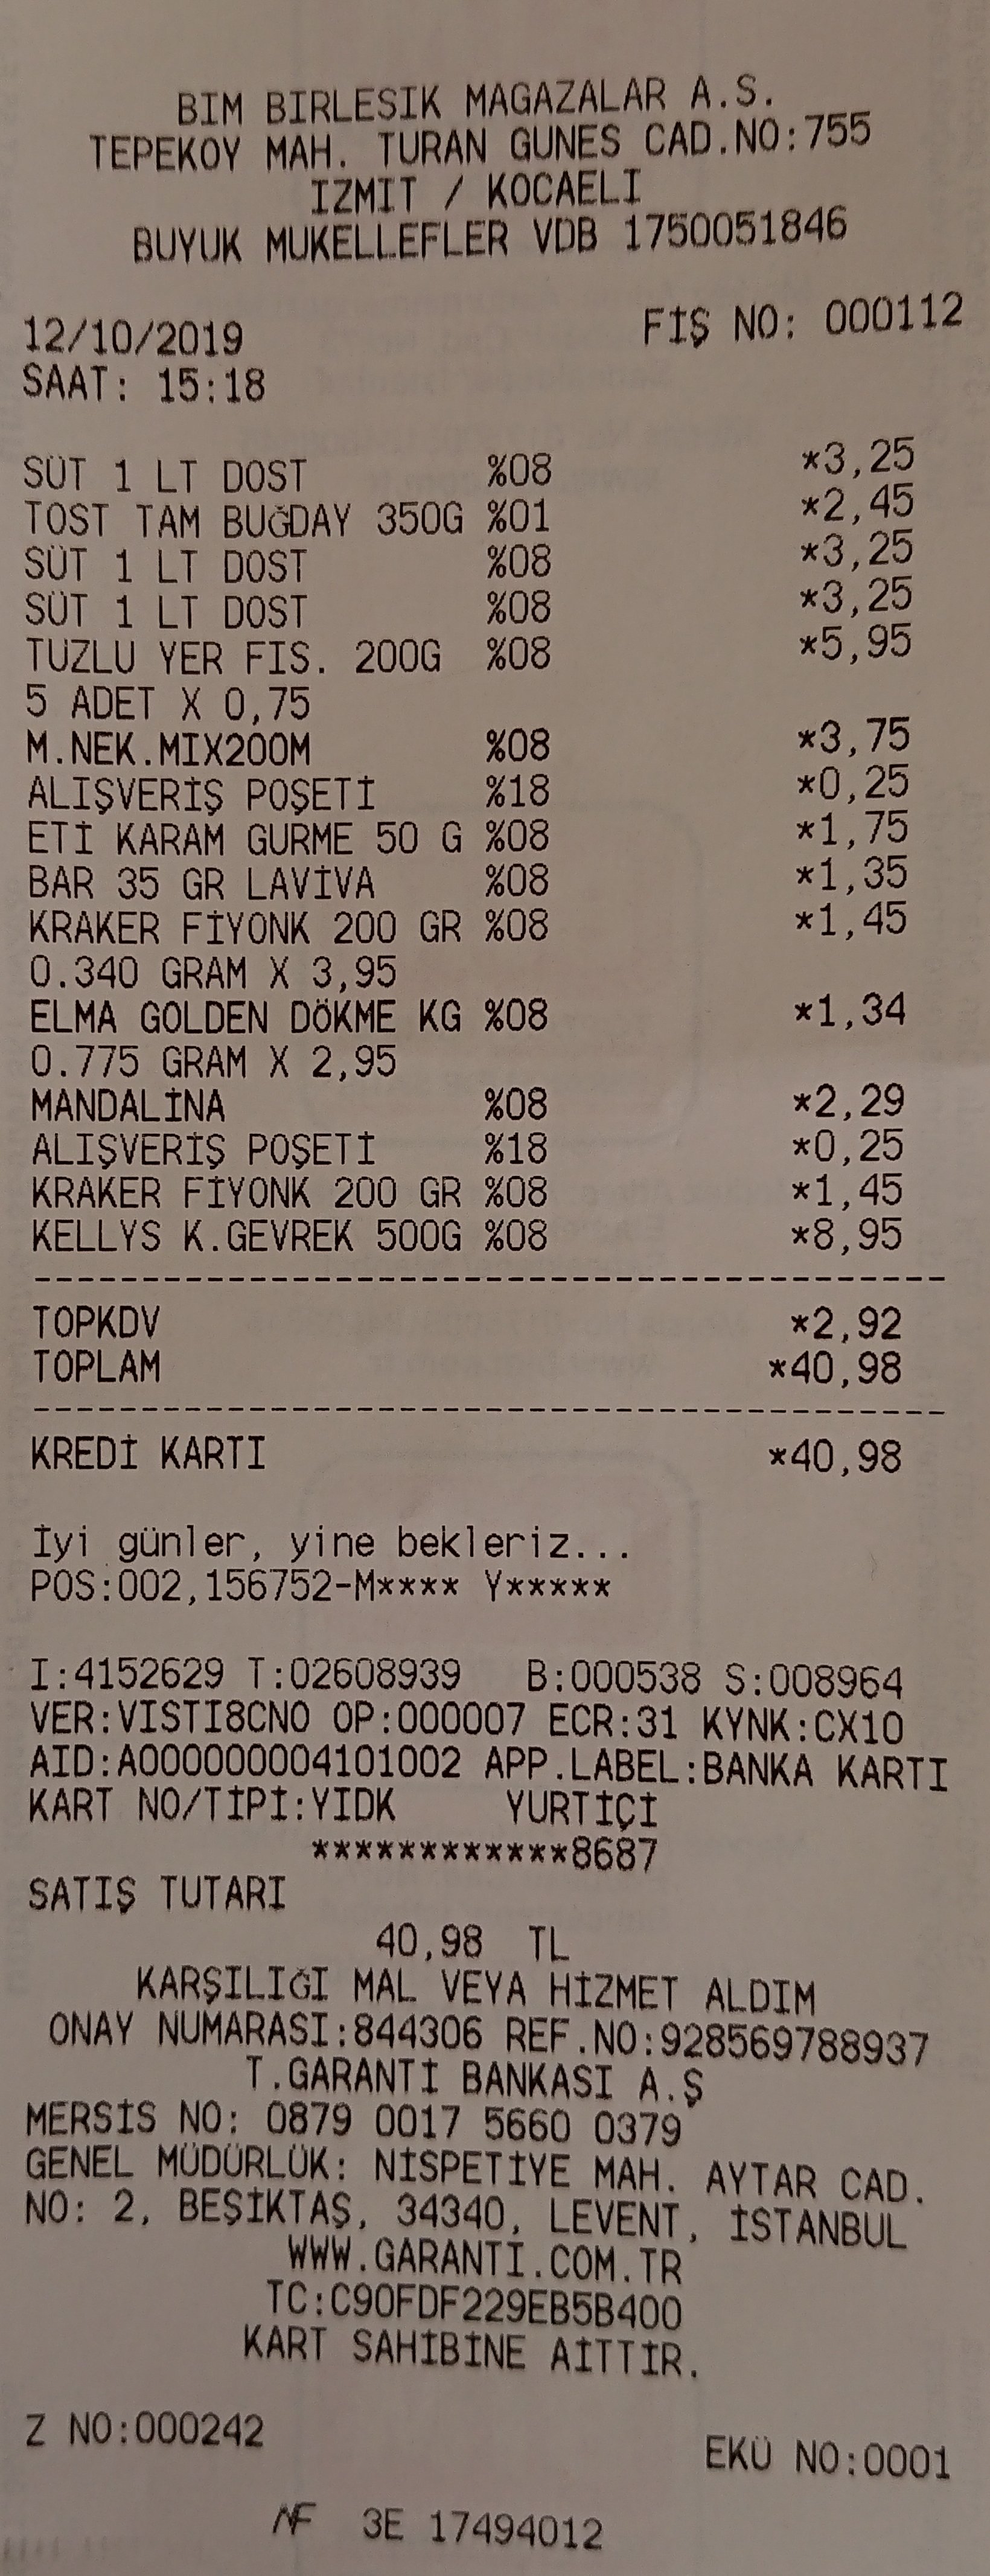 BIM BIRLESIK MAGAZALAR A.S.
TEPEKOY MAH. TURAN GUNES CAD.NO:755
IZMIT / KOCAELI
BUYUK MUKELLEFLER VDB 1750051846
12/10/2019 FİŞ NO: 000112
SAAT: 15:18
SÜT 1 LT DOST %08 *3,25
TOST TAM BUĞDAY 350G %01 *2,45
SÜT 1 LT DOST %08 *3,25
SÜT 1 LT DOST %08 *3,25
TUZLU YER FIS. 200G %08 *5,95
5 ADET X 0,75
M.NEK.MIX200M %08 *3,75
ALIŞVERİŞ POŞETİ %18 *0,25
ETİ KARAM GURME 50 G %08 *1,75
BAR 35 GR LAVİVA %08 *1,35
KRAKER FİYONK 200 GR %08 *1,45
0.340 GRAM X 3,95
ELMA GOLDEN DÖKME KG %08 *1,34
0.775 GRAM X 2,95
MANDALİNA %08 *2,29
ALIŞVERİŞ POŞETİ %18 *0,25
KRAKER FİYONK 200 GR %08 *1,45
KELLYS K.GEVREK 500G %08 *8,95
TOPKDV *2,92
TOPLAM *40,98
KREDİ KARTI *40,98
İyi günler, yine bekleriz...
POS:002,156752-M**** Y*****
I:4152629 T:02608939 B:000538 S:008964
VER:VISTI8CNO OP:000007 ECR:31 KYNK:CX10
AID:A000000004101002 APP.LABEL:BANKA KARTI
KART NO/TİPİ:YIDK YURTİÇİ
************8687
SATIŞ TUTARI
40,98 TL
KARŞILIĞI MAL VEYA HİZMET ALDIM
ONAY NUMARASI:844306 REF.NO:928569788937
T.GARANTİ BANKASI A.Ş
MERSİS NO: 0879 0017 5660 0379
GENEL MÜDÜRLÜK: NİSPETİYE MAH. AYTAR CAD.
NO: 2, BEŞİKTAŞ, 34340, LEVENT, İSTANBUL
WWW.GARANTI.COM.TR
TC:C90FDF229EB5B400
KART SAHİBİNE AİTTİR.
Z NO:000242
EKÜ NO:0001
MF 3E 17494012